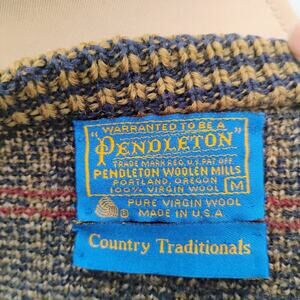 "WARRANTED TO BE A
PENDLETON"
TRADE MARK REG. U.S. PAT. OFF.
PENDLETON WOOLEN MILLS
PORTLAND, OREGON
100% VIRGIN WOOL M
PURE VIRGIN WOOL
MADE IN U.S.A
Country Traditionals